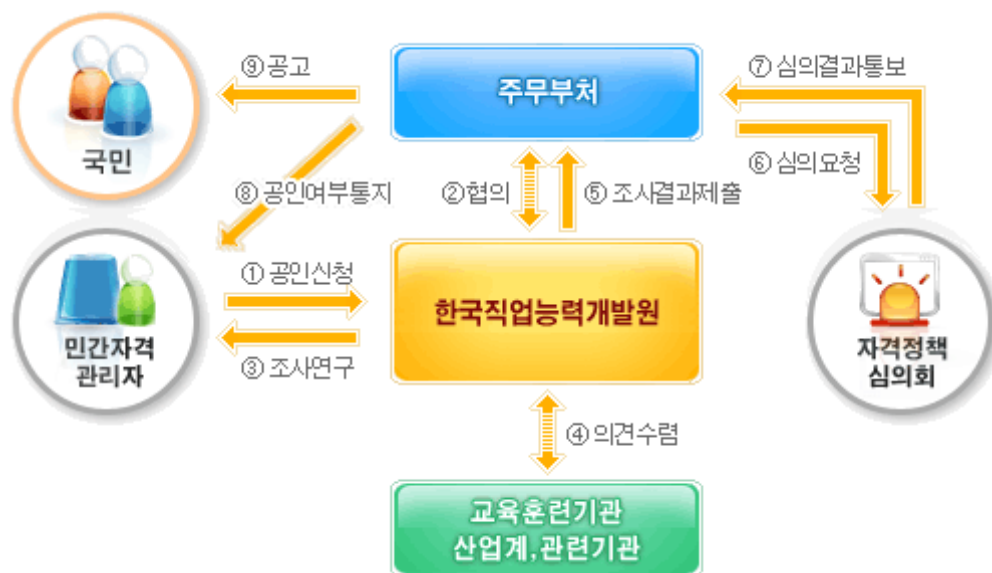 ⑨ 공고
주무부처
⑦ 심의결과통보
국민
⑥ 심의요청
⑧ 공인여부통지
② 협의
⑤ 조사결과제출
① 공인신청
한국직업능력개발원
민간자격
관리자
③ 조사연구
자격정책
심의회
④ 의견수렴
교육훈련기관
산업계,관련기관